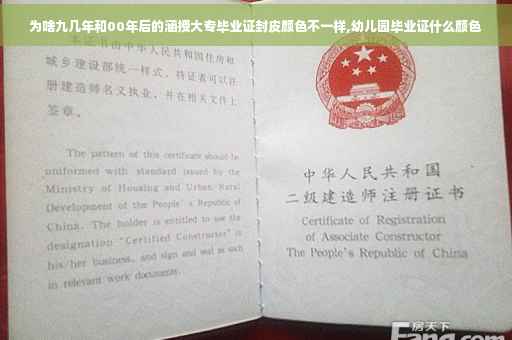 为啥九几年和00年后的涵授大专毕业证封皮颜色不一样,幼儿园毕业证什么颜色
本证书由中华人民共和国住房和
城乡建设部统一样式，持证者可以注
册建造师名义执业，并在相关文件上
签章。
The pattern of this certificate should be
uniformed with standard issued by the
Ministry of Housing and Urban Rural
Development of the People's Republic of
China. The holder is entitled to use the
designation "Certified Constructor" in
his/her business, and sign and seal as such
in relevant work documents.
中华人民共和国
二级建造师注册证书
Certificate of Registration
of Associate Constructor
The People's Republic of China
房天下
Fang.com